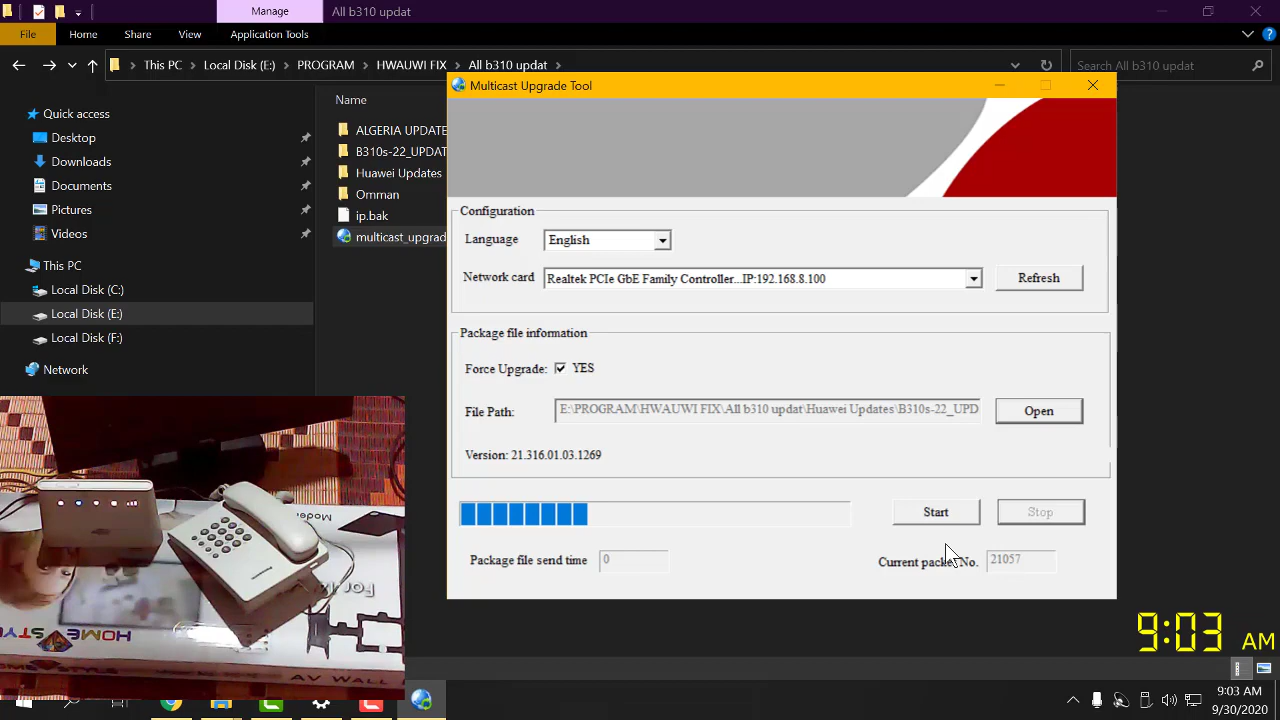 Manage
All b310 updat
File
Home
Share
View
Application Tools
This PC
Local Disk (E:)
PROGRAM
HWAUWI FIX
All b310 updat
Search All b310 updat
Multicast Upgrade Tool
Name
Quick access
Desktop
Downloads
Documents
Pictures
Videos
This PC
Local Disk (C:)
Local Disk (E:)
Local Disk (F:)
Network
ALGERIA UPDATE
B310s-22_UPDAT
Huawei Updates
Omman
ip.bak
multicast_upgrad
Configuration
Language
English
Network card
Realtek PCIe GbE Family Controller...IP:192.168.8.100
Refresh
Package file information
Force Upgrade:
YES
File Path:
E:\PROGRAM\HWAUWI FIX\All b310 updat\Huawei Updates\B310s-22_UPD
Open
Version: 21.316.01.03.1269
Start
Stop
Package file send time
0
Current packet No.
21057
Model
HOME STY
AV WALL
9:03 AM
9:03 AM
9/30/2020